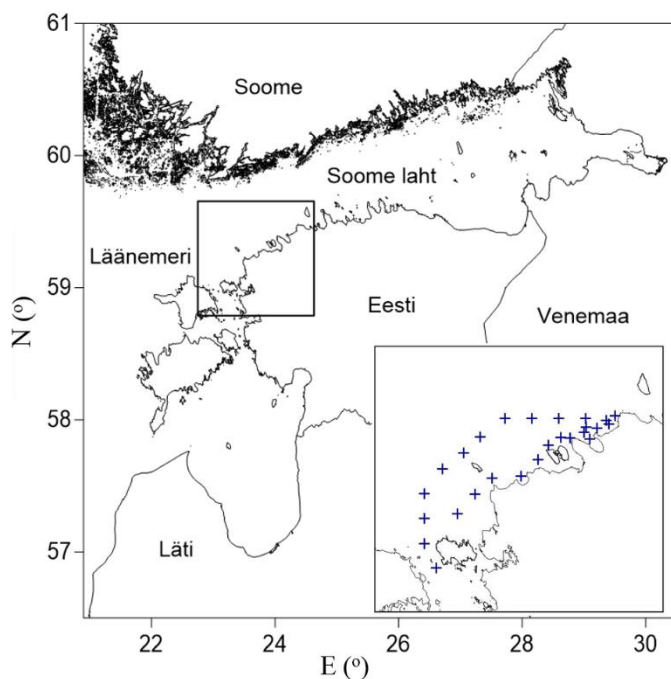 61
Soome
60
Soome laht
Läänemeri
59
Eesti
Venemaa
N (º)
58
57
Läti
22
24
26
28
30
E (º)